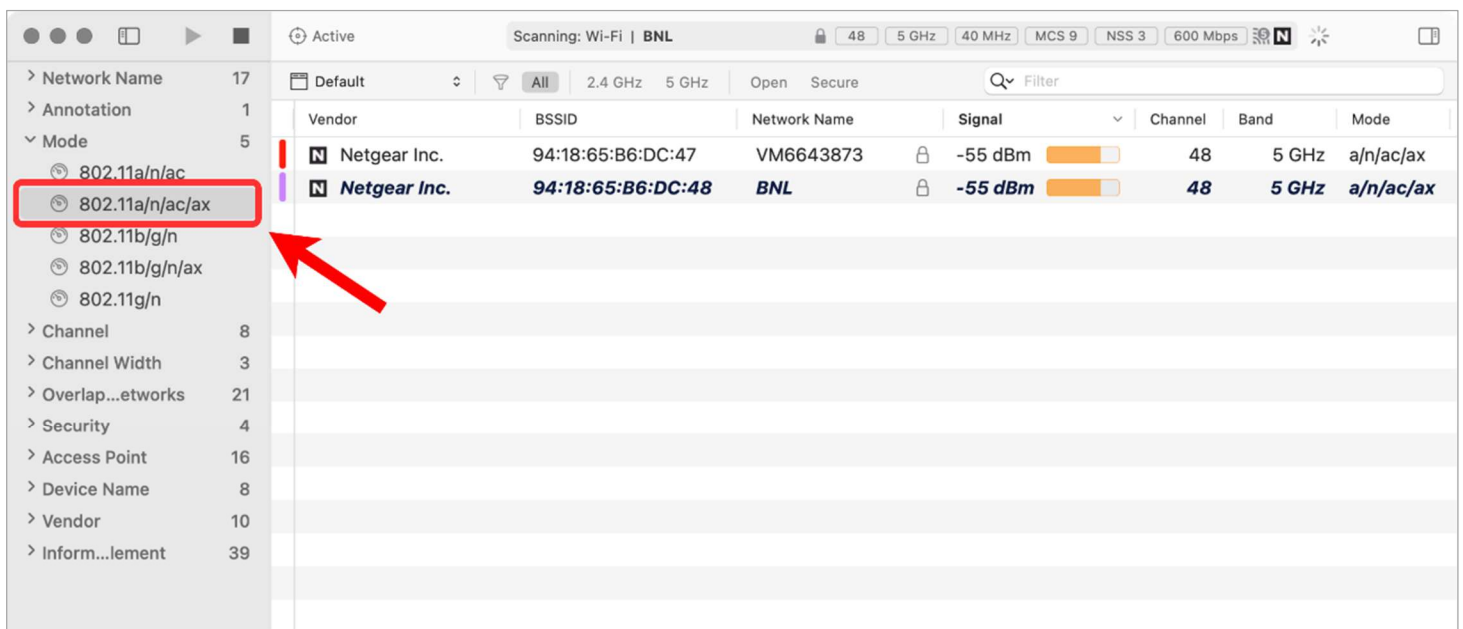 Active
Scanning: Wi-Fi | BNL 48 5 GHz 40 MHz MCS 9 NSS 3 600 Mbps N
Network Name 17
Annotation 1
Mode 5
802.11a/n/ac
802.11a/n/ac/ax
802.11b/g/n
802.11b/g/n/ax
802.11g/n
Channel 8
Channel Width 3
Overlap...etworks 21
Security 4
Access Point 16
Device Name 8
Vendor 10
Inform...lement 39
Default All 2.4 GHz 5 GHz Open Secure Filter
Vendor BSSID Network Name Signal Channel Band Mode
N Netgear Inc. 94:18:65:B6:DC:47 VM6643873 -55 dBm 48 5 GHz a/n/ac/ax
N Netgear Inc. 94:18:65:B6:DC:48 BNL -55 dBm 48 5 GHz a/n/ac/ax